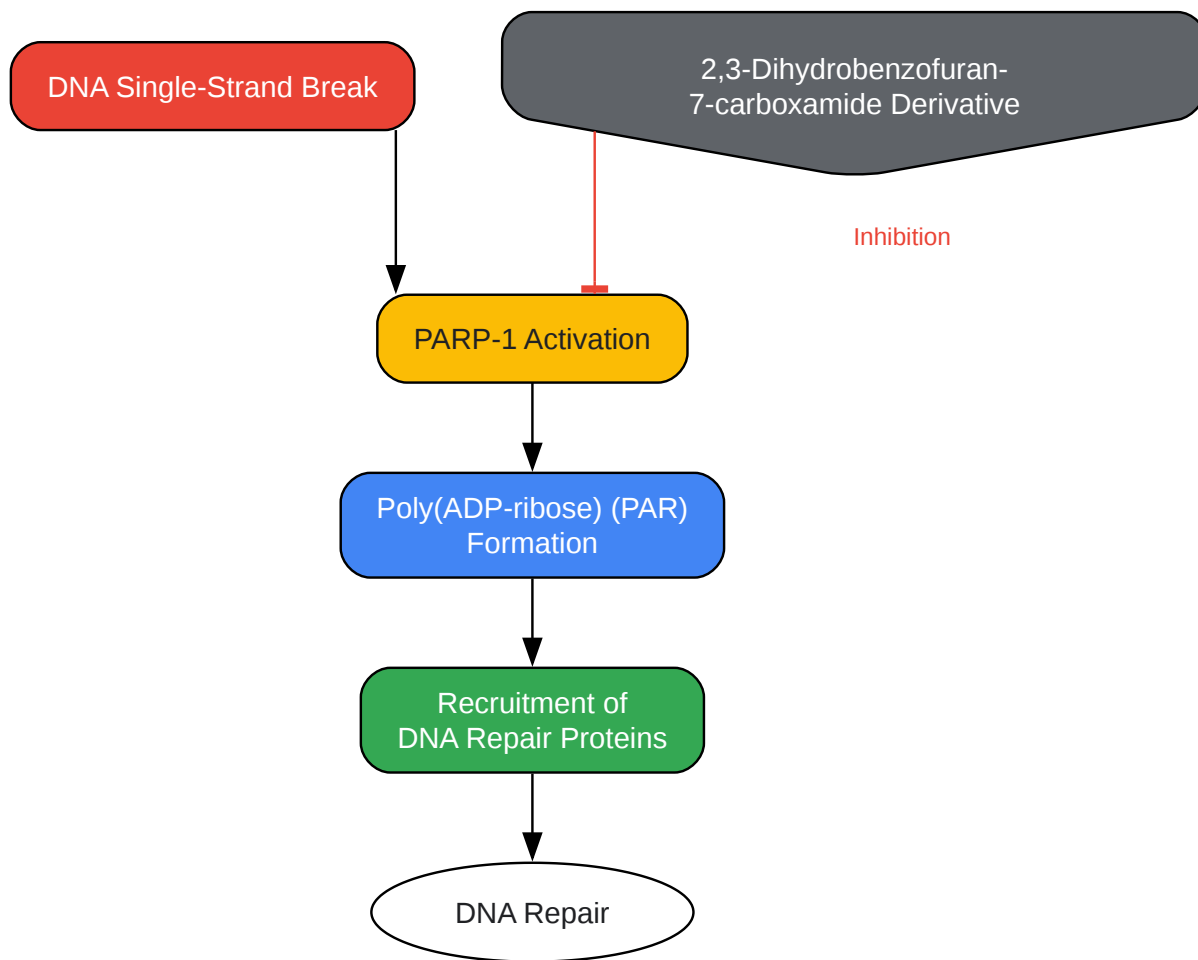 DNA Single-Strand Break
2,3-Dihydrobenzofuran-
7-carboxamide Derivative
Inhibition
PARP-1 Activation
Poly(ADP-ribose) (PAR)
Formation
Recruitment of
DNA Repair Proteins
DNA Repair